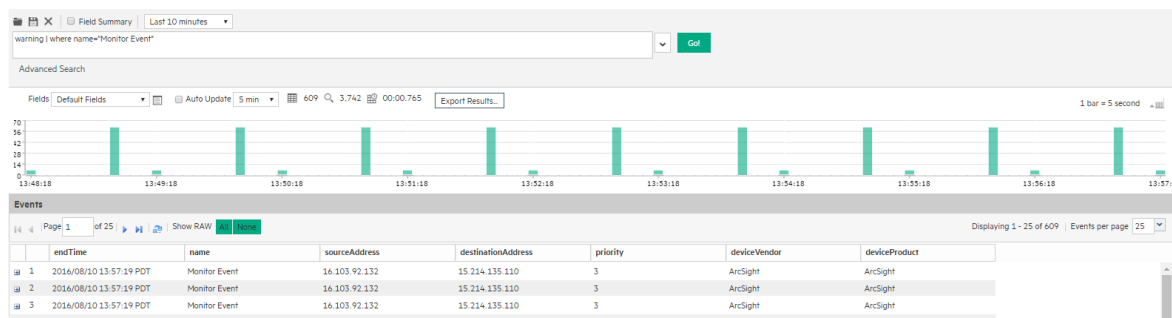 Field Summary Last 10 minutes
warning | where name="Monitor Event"
Go!
Advanced Search
Fields Default Fields Auto Update 5 min 609 3,742 00:00.765 Export Results... 1 bar = 5 second
70
56
42
28
14
0
13:48:18 13:49:18 13:50:18 13:51:18 13:52:18 13:53:18 13:54:18 13:55:18 13:56:18 13:57:
Events
Page 1 of 25 Show RAW All None Displaying 1 - 25 of 609 Events per page 25
endTime name sourceAddress destinationAddress priority deviceVendor deviceProduct
1 2016/08/10 13:57:19 PDT Monitor Event 16.103.92.132 15.214.135.110 3 ArcSight ArcSight
2 2016/08/10 13:57:19 PDT Monitor Event 16.103.92.132 15.214.135.110 3 ArcSight ArcSight
3 2016/08/10 13:57:19 PDT Monitor Event 16.103.92.132 15.214.135.110 3 ArcSight ArcSight